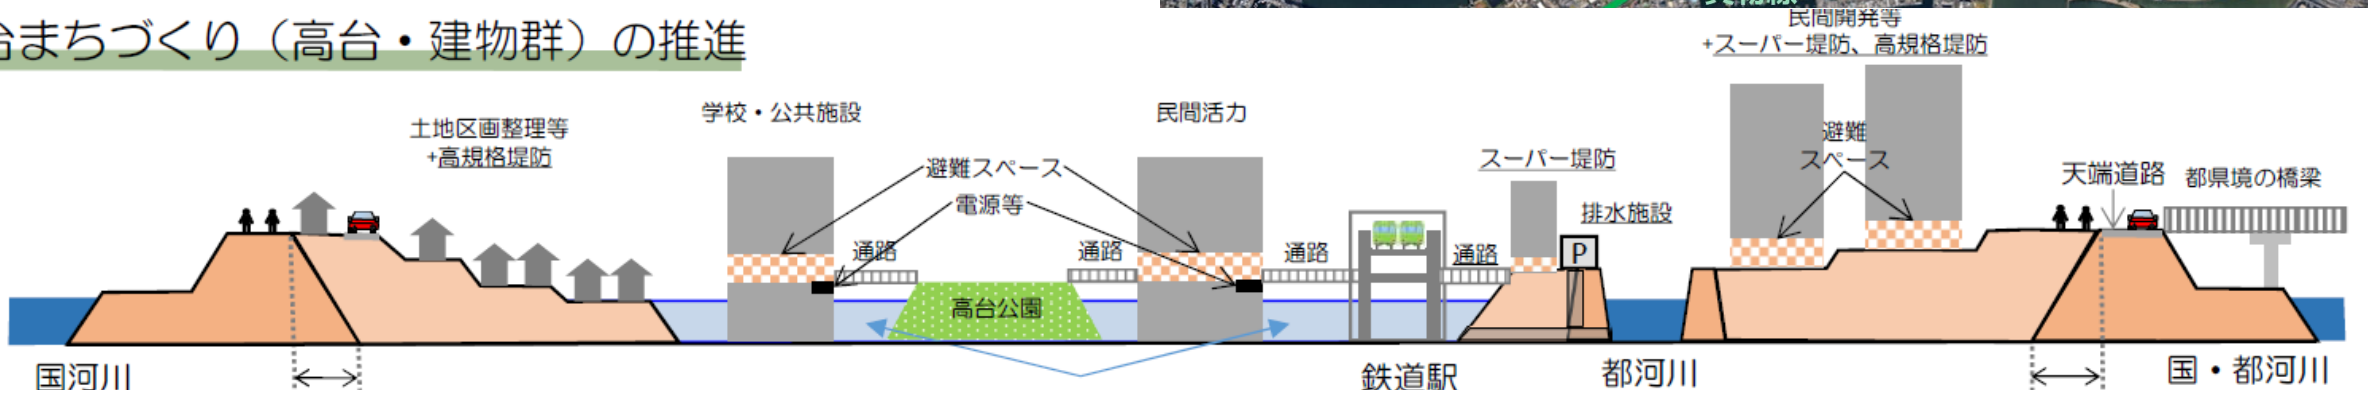 台まちづくり（高台・建物群）の推進
民間開発等
+スーパー堤防、高規格堤防
土地区画整理等
+高規格堤防
学校・公共施設
民間活力
避難スペース
電源等
スーパー堤防
避難
スペース
天端道路
都県境の橋梁
排水施設
通路
通路
通路
通路
P
高台公園
国河川
鉄道駅
都河川
国・都河川